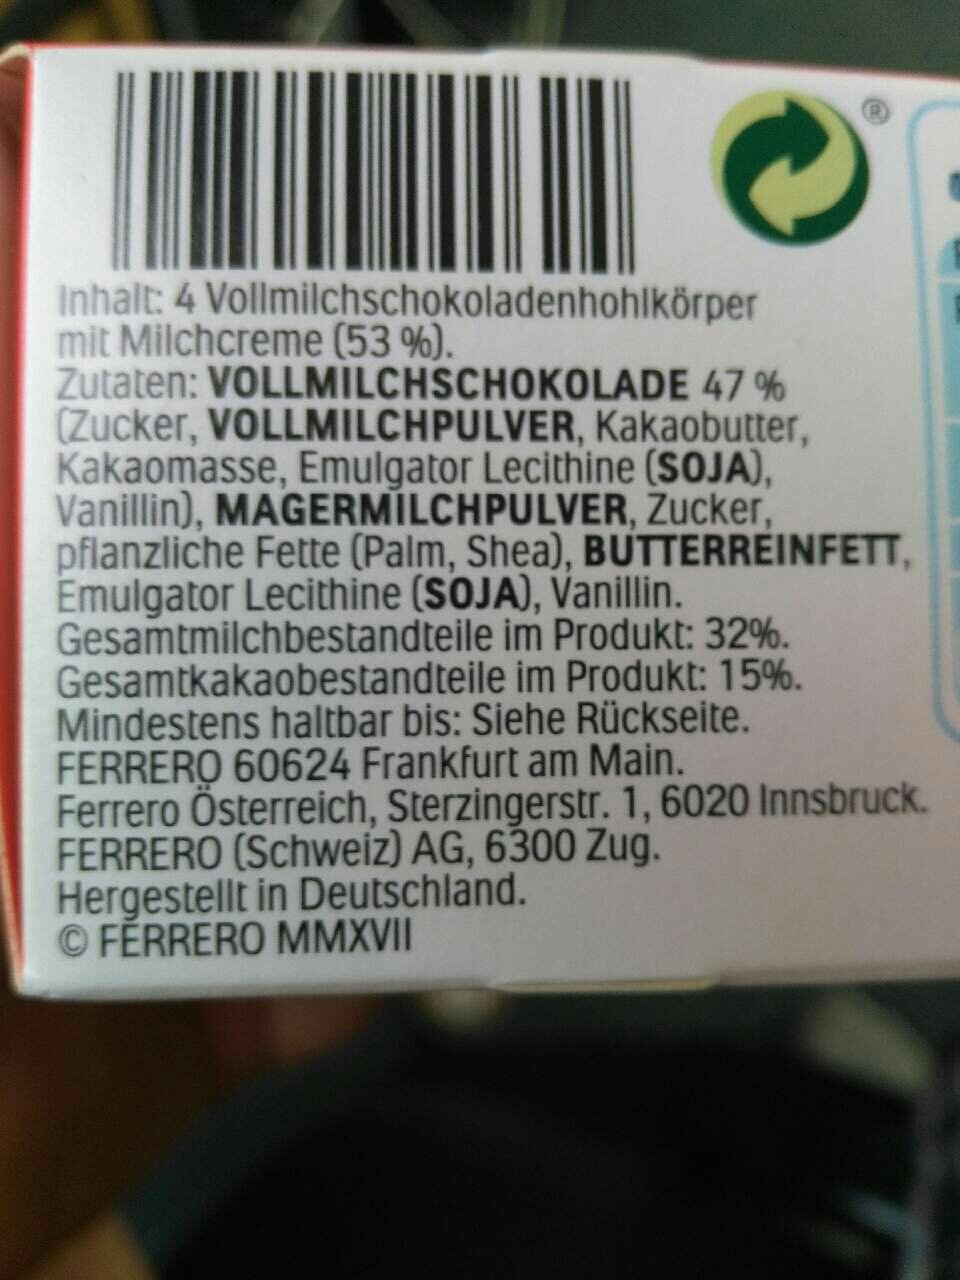 ®
Inhalt: 4 Vollmilchschokoladenhohlkörper
mit Milchcreme (53 %).
Zutaten: VOLLMILCHSCHOKOLADE 47 %
(Zucker, VOLLMILCHPULVER, Kakaobutter,
Kakaomasse, Emulgator Lecithine (SOJA),
Vanillin), MAGERMILCHPULVER, Zucker,
pflanzliche Fette (Palm, Shea), BUTTERREINFETT,
Emulgator Lecithine (SOJA), Vanillin.
Gesamtmilchbestandteile im Produkt: 32%.
Gesamtkakaobestandteile im Produkt: 15%.
Mindestens haltbar bis: Siehe Rückseite.
FERRERO 60624 Frankfurt am Main.
Ferrero Österreich, Sterzingerstr. 1, 6020 Innsbruck.
FERRERO (Schweiz) AG, 6300 Zug.
Hergestellt in Deutschland.
© FERRERO MMXVII